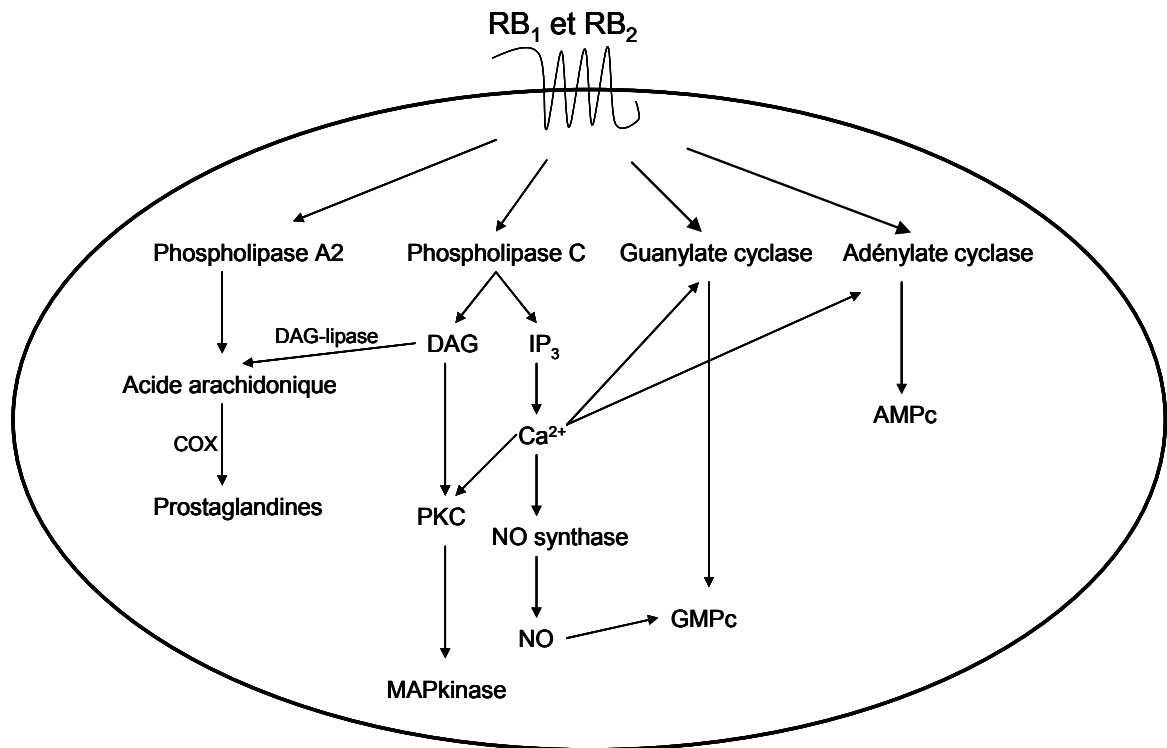 RB₁ et RB₂
Phospholipase A2
Phospholipase C
Guanylate cyclase
Adénylate cyclase
DAG-lipase
DAG
IP₃
Acide arachidonique
AMPc
COX
Ca²⁺
Prostaglandines
PKC
NO synthase
GMPc
NO
MAPkinase